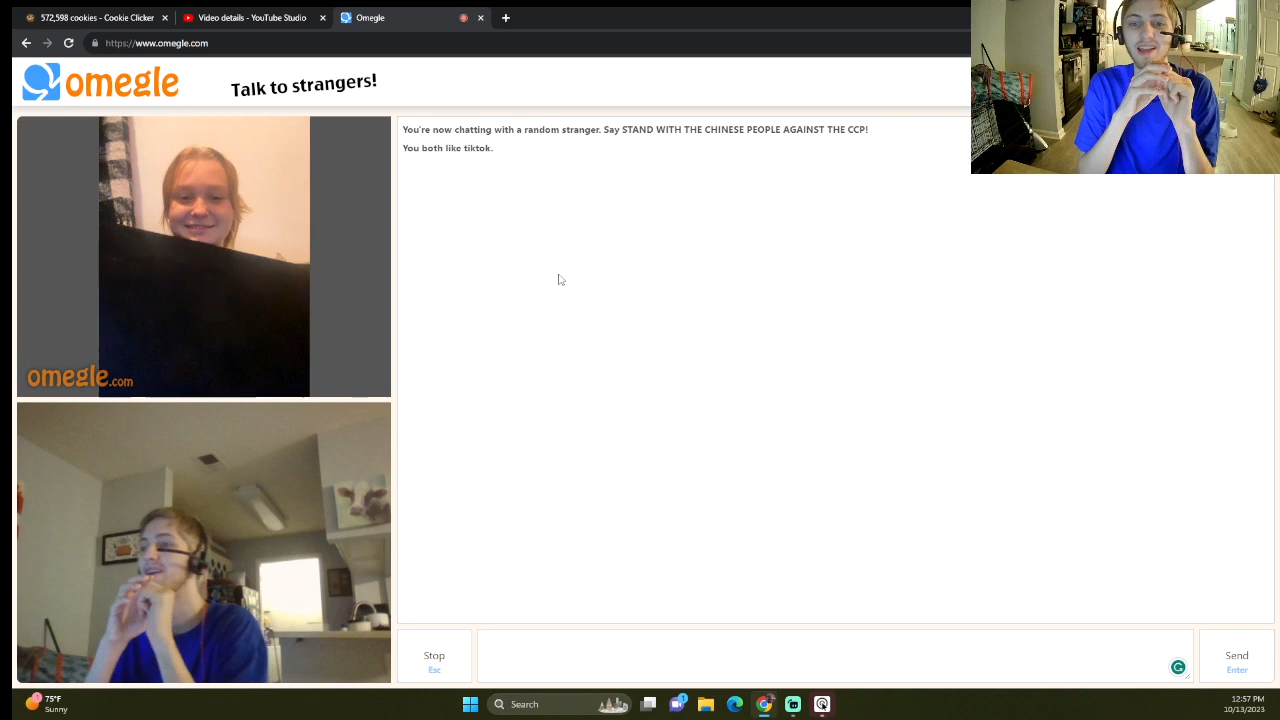 572,598 cookies - Cookie Clicker
Video details - YouTube Studio
Omegle
https://www.omegle.com
omegle
Talk to strangers!
You're now chatting with a random stranger. Say STAND WITH THE CHINESE PEOPLE AGAINST THE CCP!
You both like tiktok.
omegle.com
Stop
Esc
Send
Enter
75°F
Sunny
Search
12:57 PM
10/13/2023